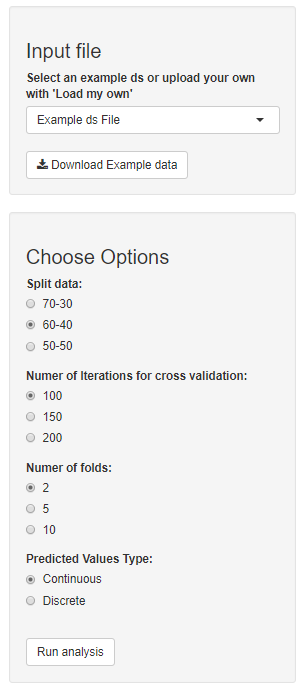 Input file
Select an example ds or upload your own
with 'Load my own'
Example ds File
Download Example data
Choose Options
Split data:
70-30
60-40
50-50
Numer of Iterations for cross validation:
100
150
200
Numer of folds:
2
5
10
Predicted Values Type:
Continuous
Discrete
Run analysis